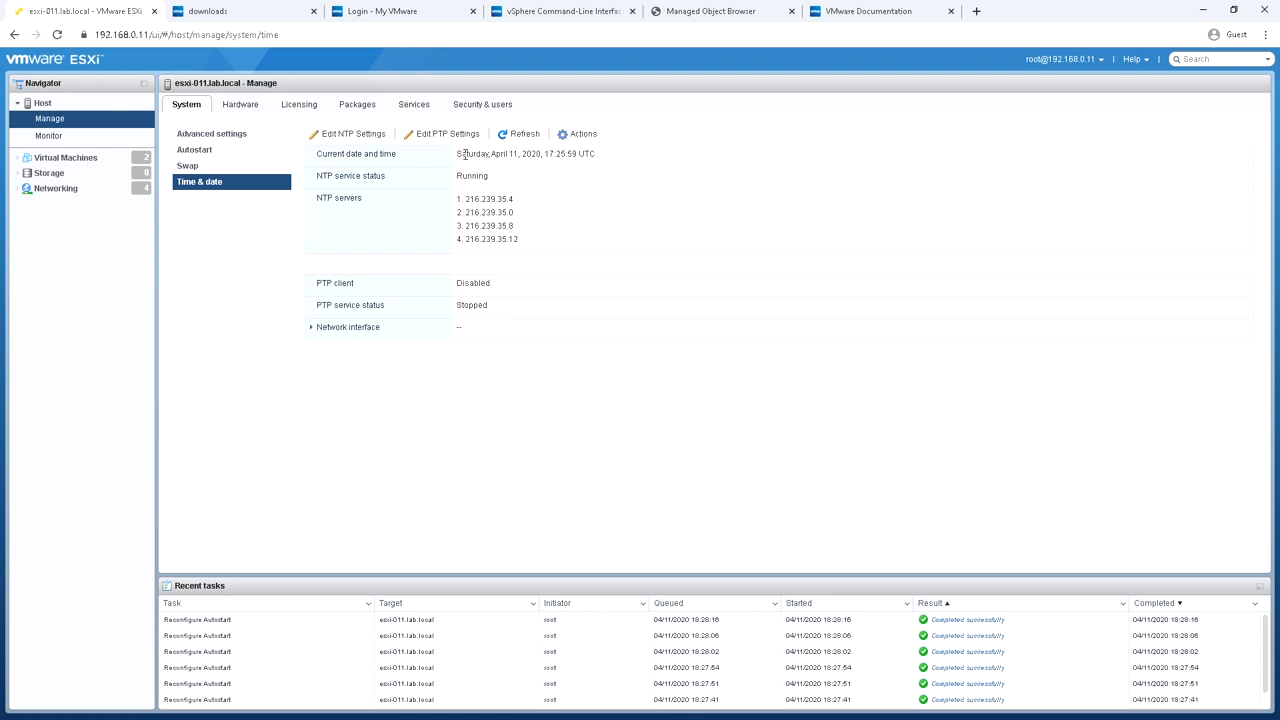 esxi-011.lab.local - VMware ESXi
downloads
Login - My VMware
vSphere Command-Line Interfac
Managed Object Browser
VMware Documentation
192.168.0.11/ui/#/host/manage/system/time
Guest
vmware ESXi
root@192.168.0.11 | Help | Search
Navigator
Host
Manage
Monitor
Virtual Machines 2
Storage 8
Networking 4
esxi-011.lab.local - Manage
System Hardware Licensing Packages Services Security & users
Advanced settings
Autostart
Swap
Time & date
Edit NTP Settings | Edit PTP Settings | Refresh | Actions
Current date and time Saturday, April 11, 2020, 17:25:59 UTC
NTP service status Running
NTP servers 1. 216.239.35.4
2. 216.239.35.0
3. 216.239.35.8
4. 216.239.35.12
PTP client Disabled
PTP service status Stopped
Network interface --
Recent tasks
Task Target Initiator Queued Started Result Completed
Reconfigure Autostart esxi-011.lab.local root 04/11/2020 18:28:16 04/11/2020 18:28:16 Completed successfully 04/11/2020 18:28:16
Reconfigure Autostart esxi-011.lab.local root 04/11/2020 18:28:06 04/11/2020 18:28:06 Completed successfully 04/11/2020 18:28:06
Reconfigure Autostart esxi-011.lab.local root 04/11/2020 18:28:02 04/11/2020 18:28:02 Completed successfully 04/11/2020 18:28:02
Reconfigure Autostart esxi-011.lab.local root 04/11/2020 18:27:54 04/11/2020 18:27:54 Completed successfully 04/11/2020 18:27:54
Reconfigure Autostart esxi-011.lab.local root 04/11/2020 18:27:51 04/11/2020 18:27:51 Completed successfully 04/11/2020 18:27:51
Reconfigure Autostart esxi-011.lab.local root 04/11/2020 18:27:41 04/11/2020 18:27:41 Completed successfully 04/11/2020 18:27:41